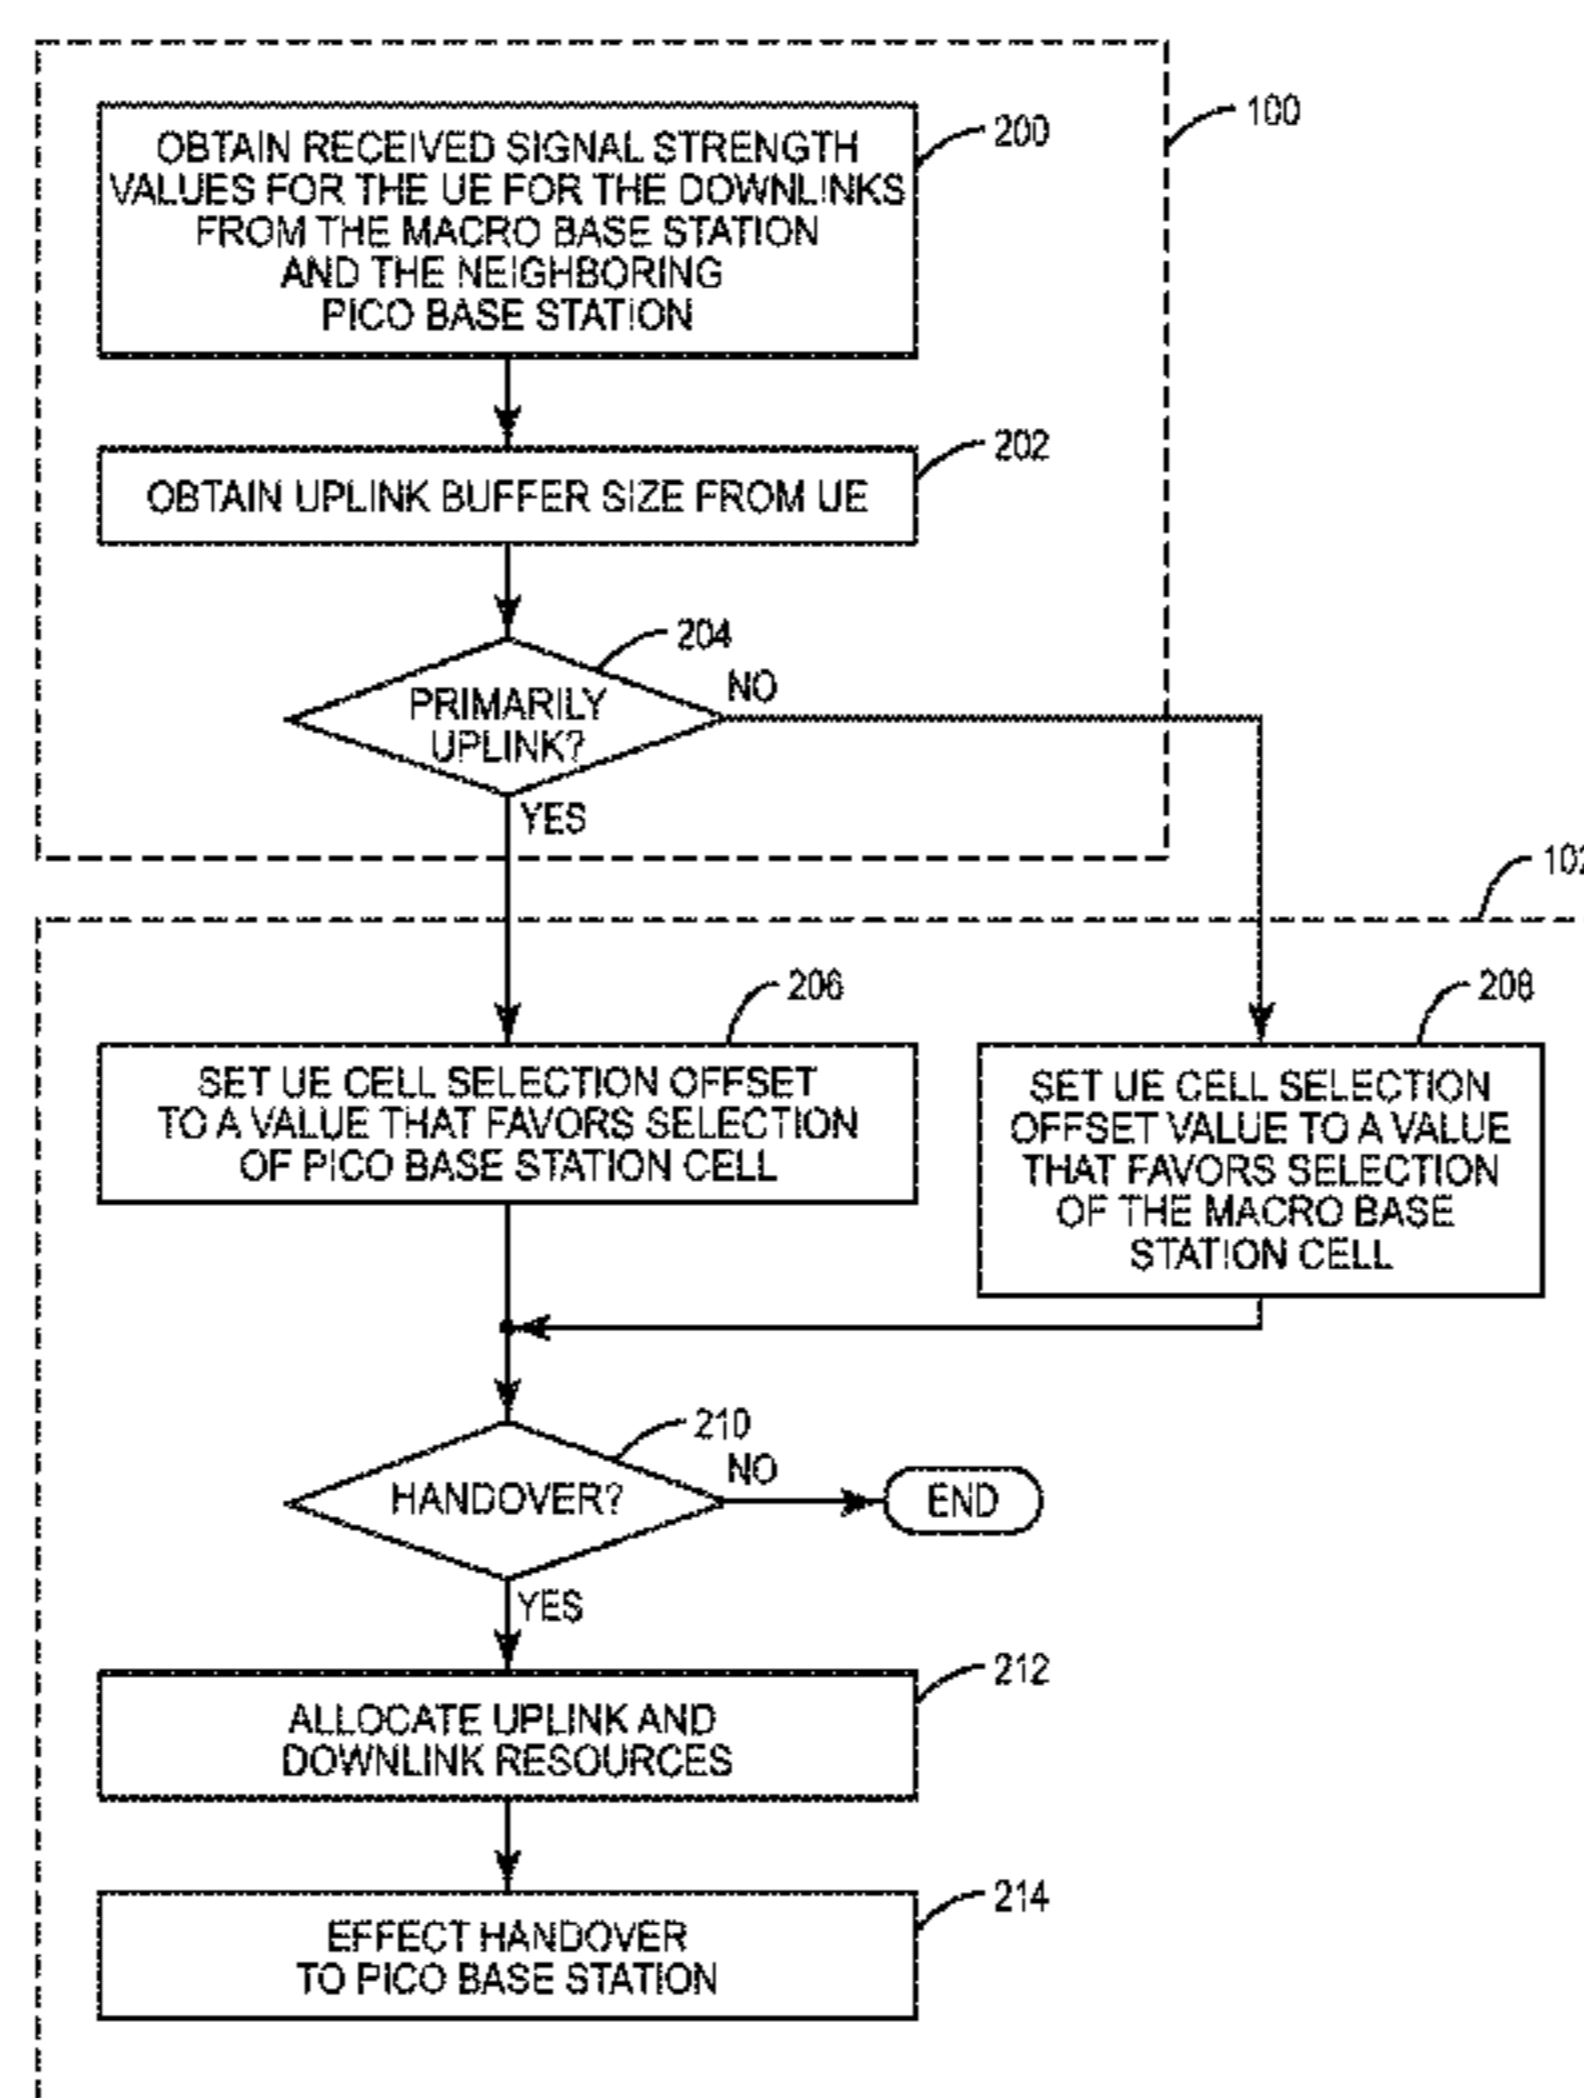 100
200
OBTAIN RECEIVED SIGNAL STRENGTH
VALUES FOR THE UE FOR THE DOWNLINKS
FROM THE MACRO BASE STATION
AND THE NEIGHBORING
PICO BASE STATION
202
OBTAIN UPLINK BUFFER SIZE FROM UE
204
PRIMARILY
UPLINK?
NO
YES
102
206
SET UE CELL SELECTION OFFSET
TO A VALUE THAT FAVORS SELECTION
OF PICO BASE STATION CELL
208
SET UE CELL SELECTION
OFFSET VALUE TO A VALUE
THAT FAVORS SELECTION
OF THE MACRO BASE
STATION CELL
210
HANDOVER?
NO
END
YES
212
ALLOCATE UPLINK AND
DOWNLINK RESOURCES
214
EFFECT HANDOVER
TO PICO BASE STATION